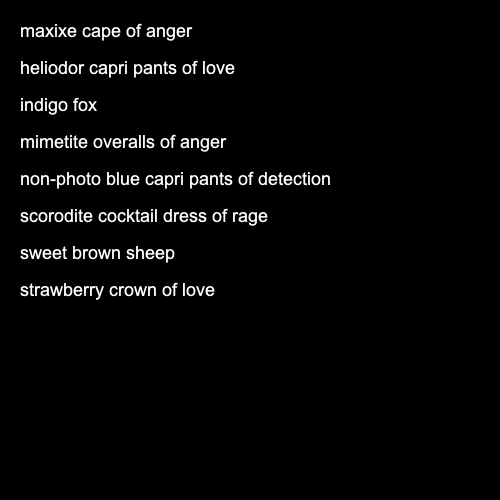 maxixe cape of anger
heliodor capri pants of love
indigo fox
mimetite overalls of anger
non-photo blue capri pants of detection
scorodite cocktail dress of rage
sweet brown sheep
strawberry crown of love